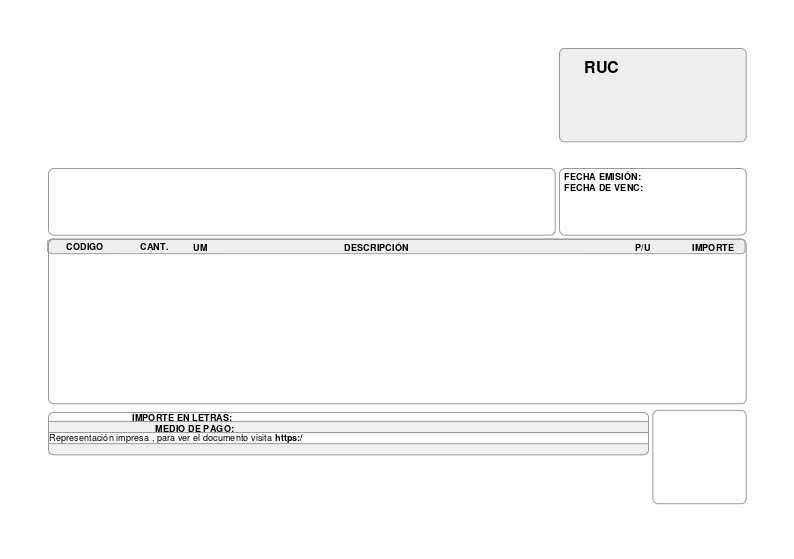 RUC
FECHA EMISIÓN:
FECHA DE VENC:
CODIGO CANT. UM DESCRIPCIÓN P/U IMPORTE
IMPORTE EN LETRAS:
MEDIO DE PAGO:
Representación impresa , para ver el documento visita https:/